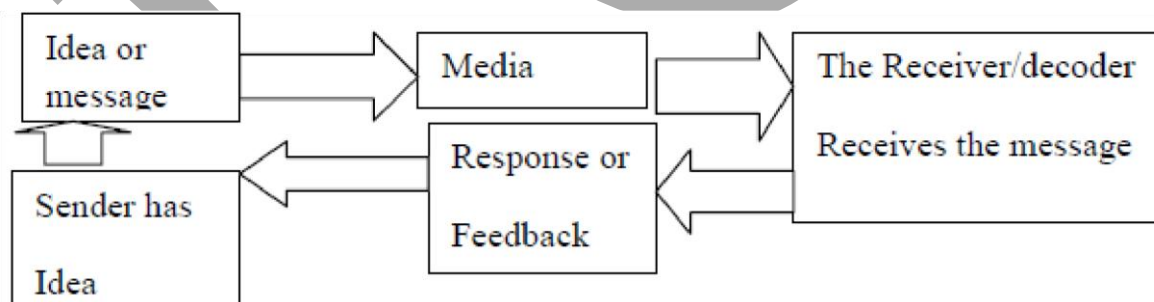 Idea or
message
Media
The Receiver/decoder
Receives the message
Response or
Feedback
Sender has
Idea